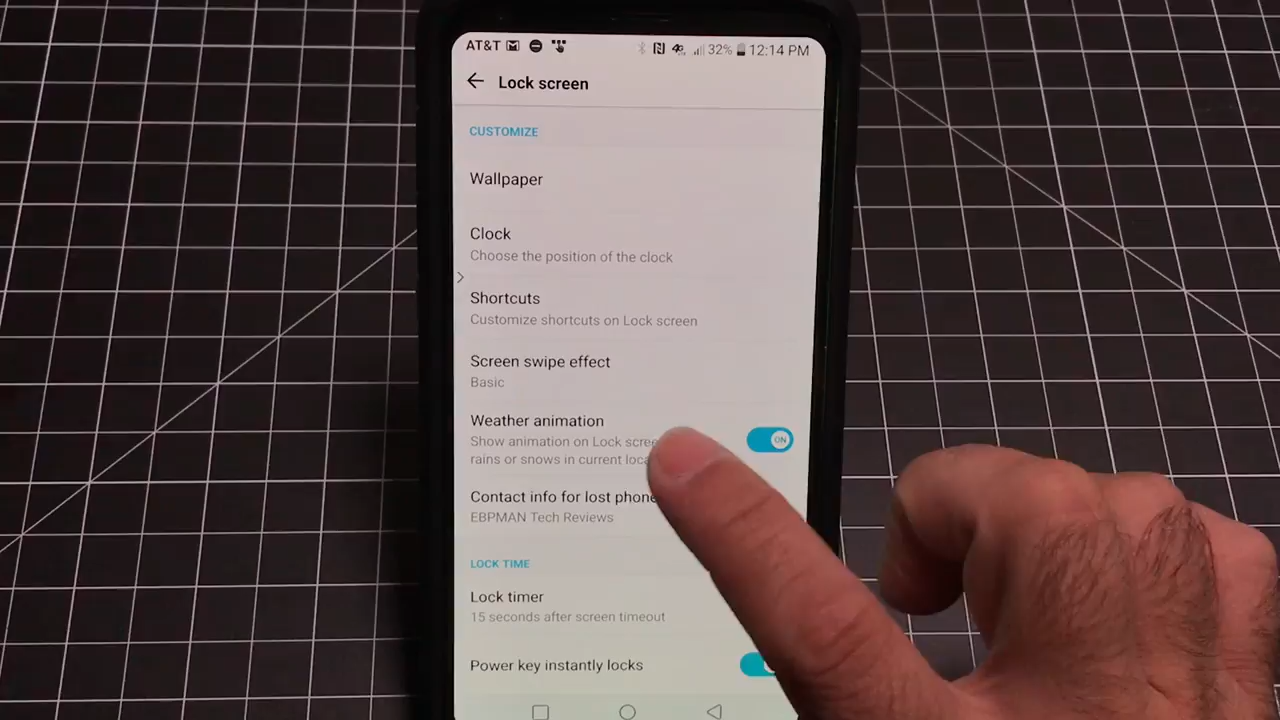 AT&T 32% 12:14 PM
Lock screen
CUSTOMIZE
Wallpaper
Clock
Choose the position of the clock
Shortcuts
Customize shortcuts on Lock screen
Screen swipe effect
Basic
Weather animation
Show animation on Lock
rains or snows in current
ON
Contact info for lost phone
EBPMAN Tech Reviews
LOCK TIME
Lock timer
15 seconds after screen timeout
Power key instantly locks